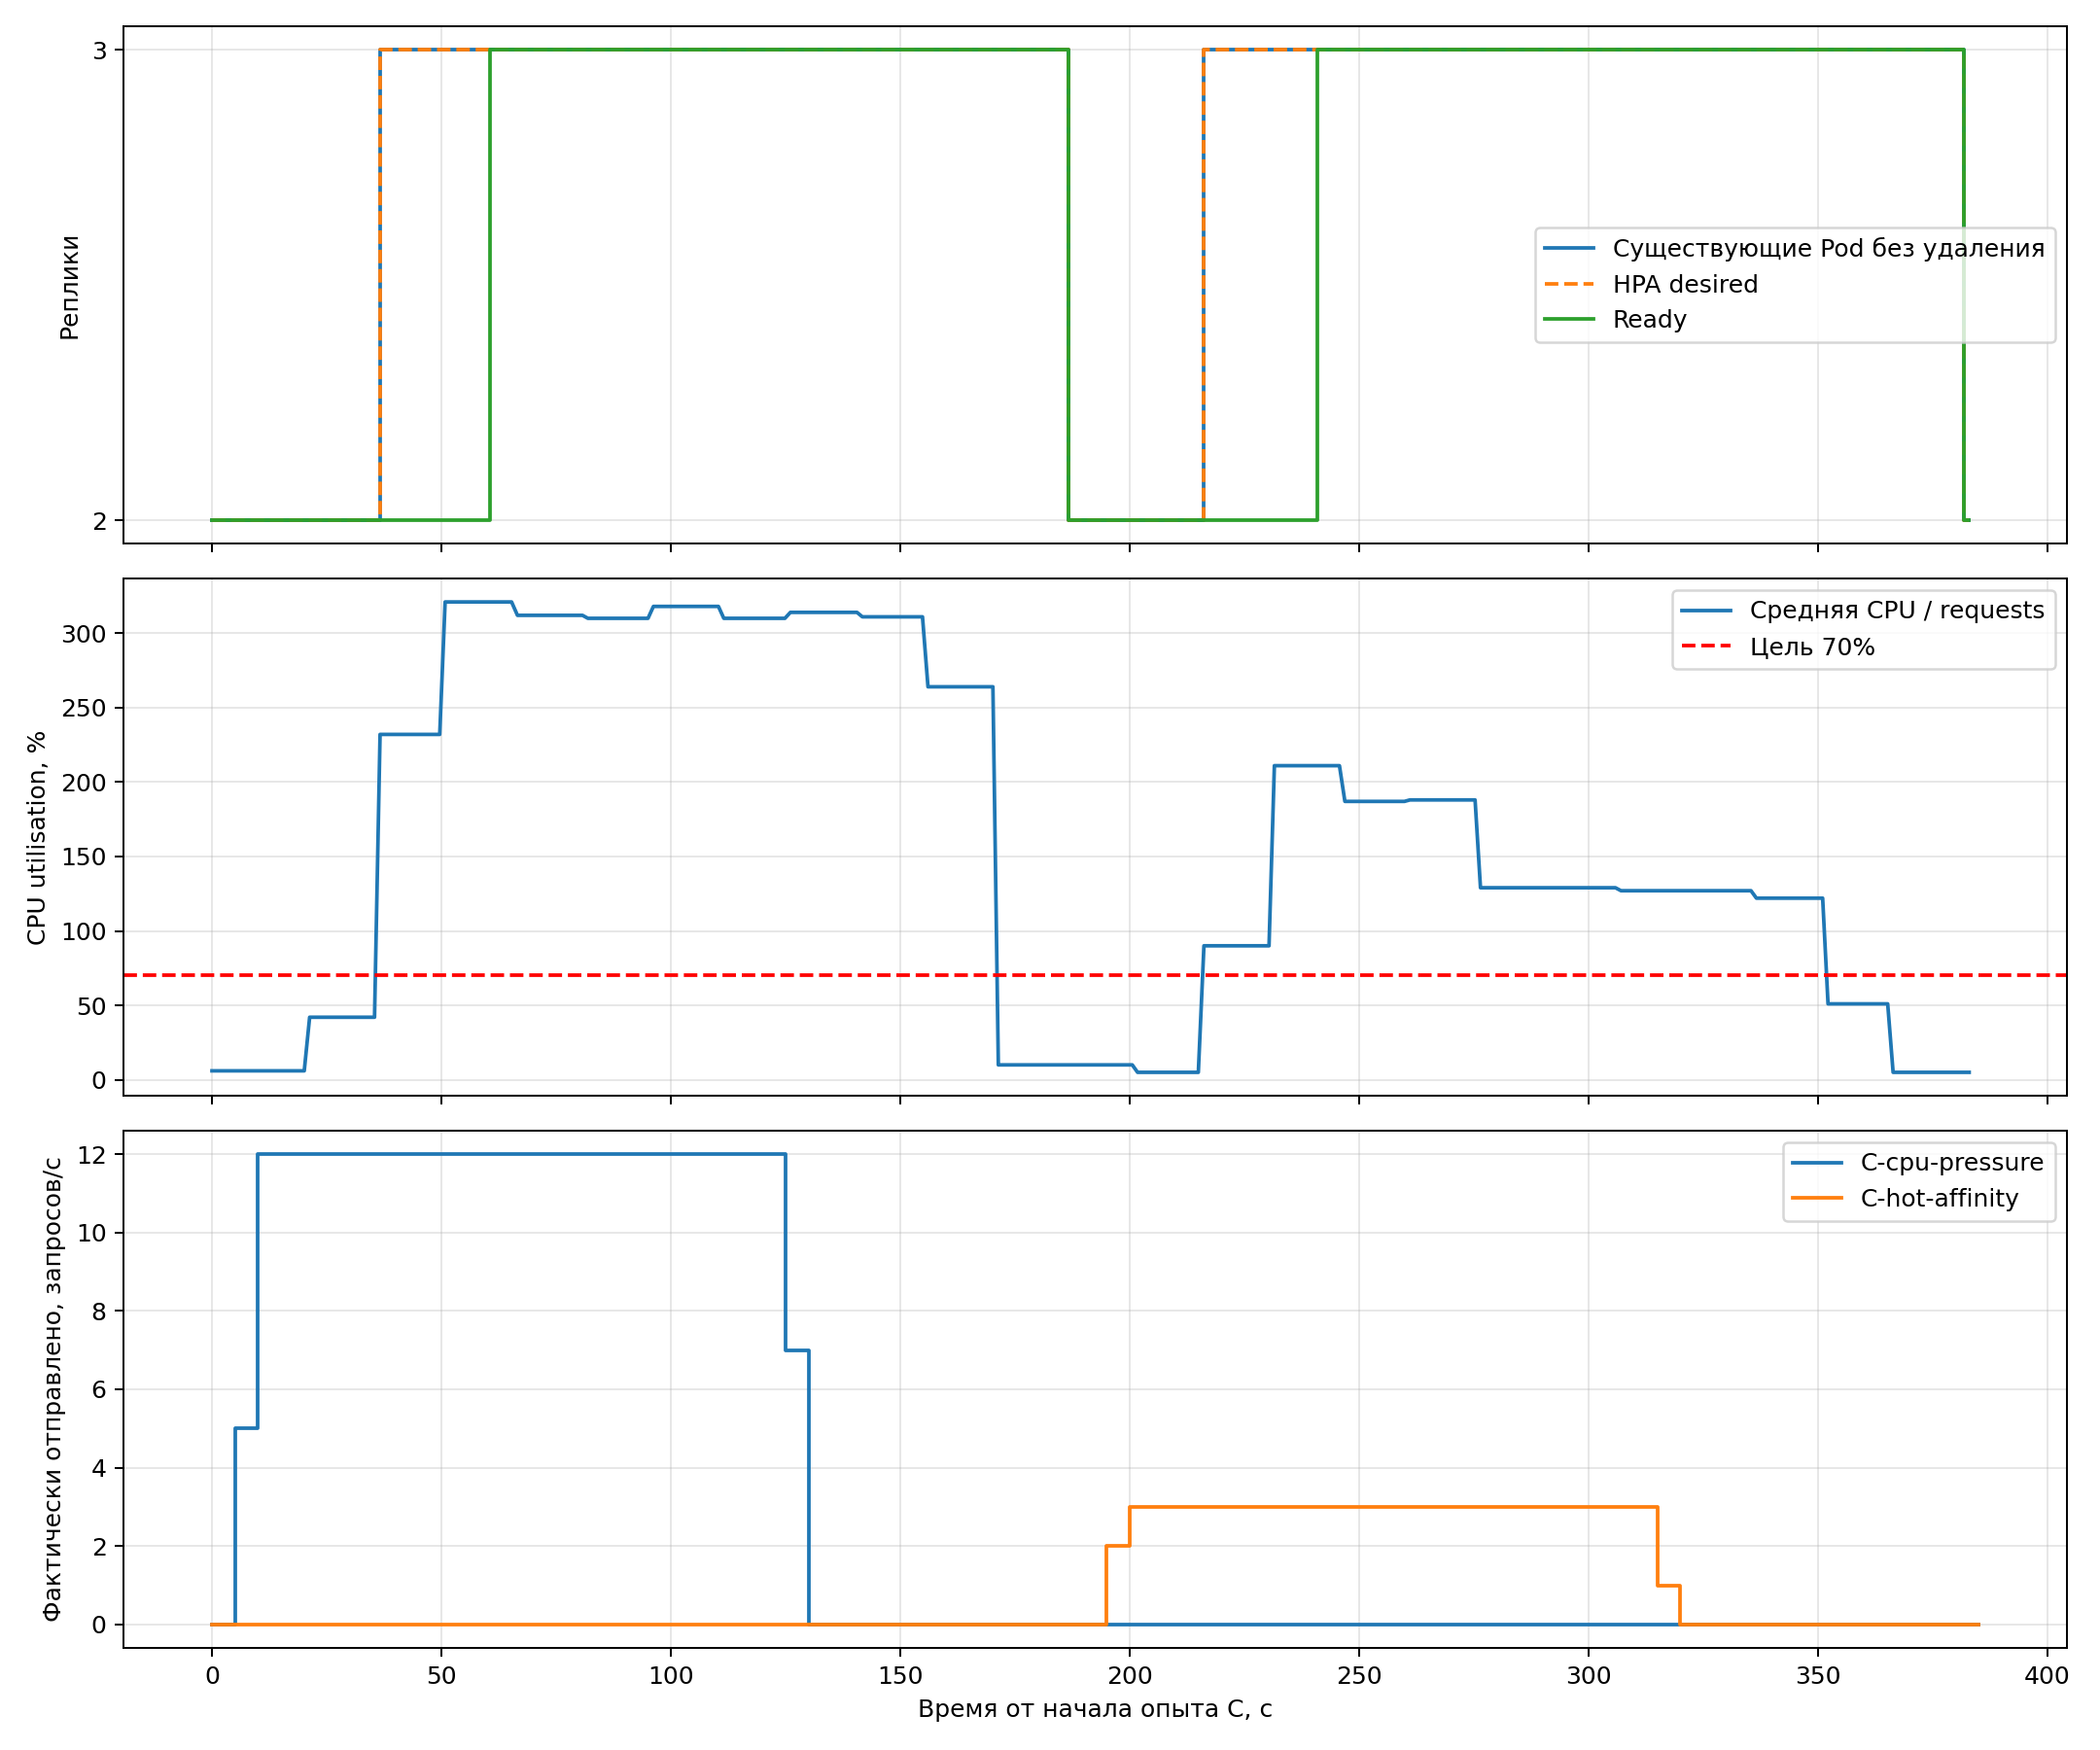 Реплики
3
2
Существующие Pod без удаления
HPA desired
Ready
CPU utilisation, %
300
250
200
150
100
50
0
Средняя CPU / requests
Цель 70%
Фактически отправлено, запросов/с
12
10
8
6
4
2
0
C-cpu-pressure
C-hot-affinity
0 50 100 150 200 250 300 350 400
Время от начала опыта C, с